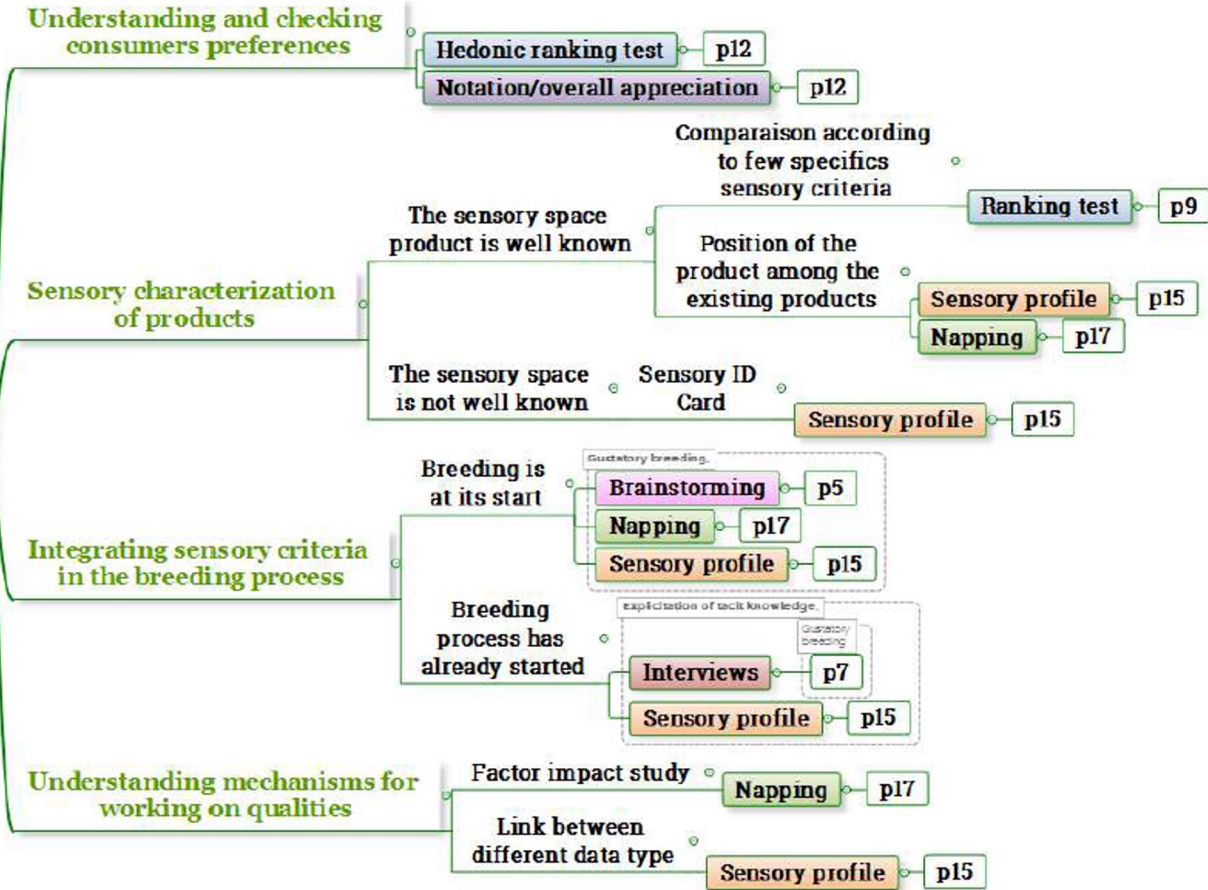 Understanding and checking
consumers preferences
Hedonic ranking test
p12
Notation/overall appreciation
p12
Sensory characterization
of products
The sensory space
product is well known
Comparaison according
to few specifics
sensory criteria
Ranking test
p9
Position of the
product among the
existing products
Sensory profile
p15
Napping
p17
The sensory space
is not well known
Sensory ID
Card
Sensory profile
p15
Integrating sensory criteria
in the breeding process
Breeding is
at its start
Gustatory breeding,
Brainstorming
p5
Napping
p17
Sensory profile
p15
Breeding
process has
already started
Explicitation of tacit knowledge,
Gustatory
breeding
Interviews
p7
Sensory profile
p15
Understanding mechanisms for
working on qualities
Factor impact study
Napping
p17
Link between
different data type
Sensory profile
p15